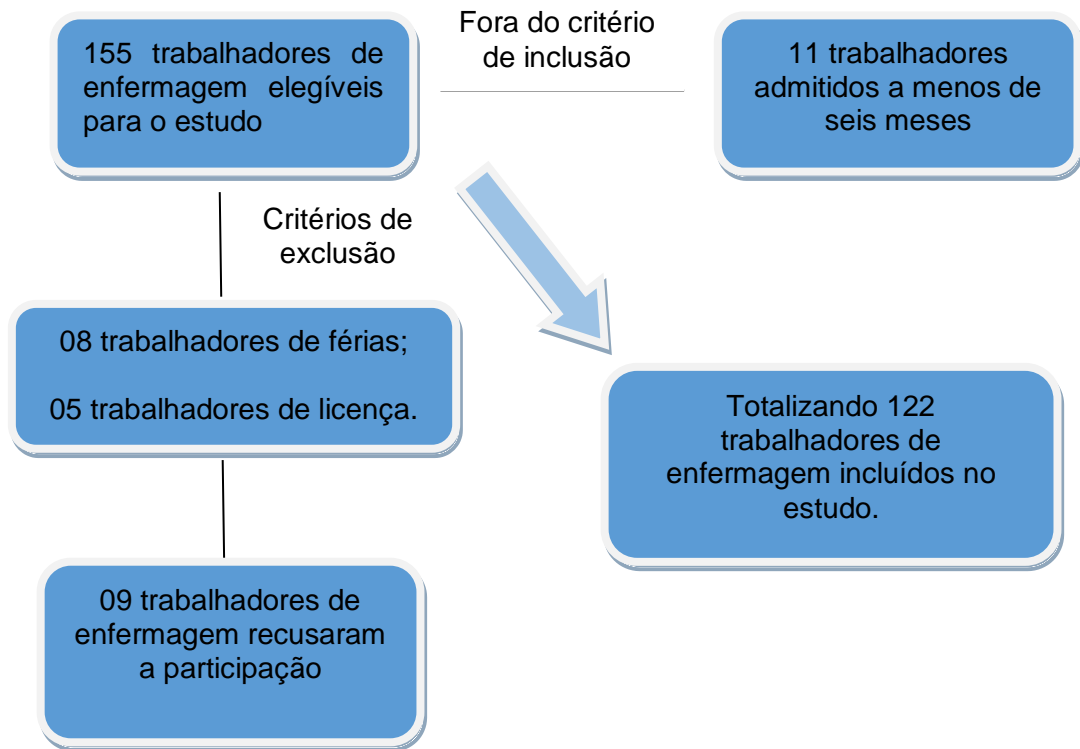 155 trabalhadores de
enfermagem elegíveis
para o estudo
Fora do critério
de inclusão
11 trabalhadores
admitidos a menos de
seis meses
Critérios de
exclusão
08 trabalhadores de férias;
05 trabalhadores de licença.
Totalizando 122
trabalhadores de
enfermagem incluídos no
estudo.
09 trabalhadores de
enfermagem recusaram
a participação